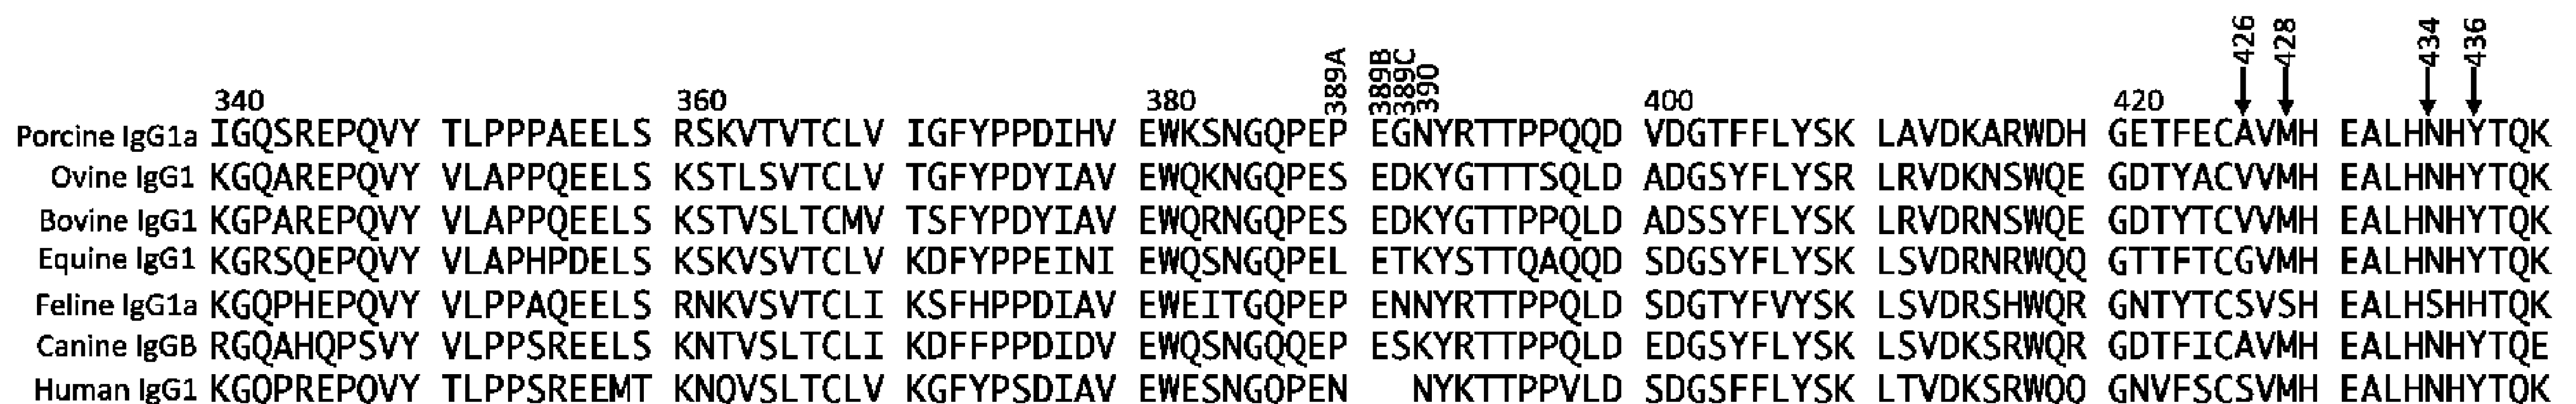 426 428 434 436
389A 389B 389C 390
340 360 380 400 420
Porcine IgG1a IGQSREPQVY TLPPPAEELS RSKVTVTCLV IGFYPPDIHV EWKSNGQPEP EGNYRTTPPQQD VDGTFFLYSK LAVDKARWDH GETFECAVMH EALHNHYTQK
Ovine IgG1 KGQAREPQVY VLAPPQEELS KSTLSVTCLV TGFYPDYIAV EWQKNGQPES EDKYGTTTSQLD ADGSYFLYSR LRVDKNSWQE GDTYACVVMH EALHNHYTQK
Bovine IgG1 KGPAREPQVY VLAPPQEELS KSTVSLTCMV TSFYPDYIAV EWQRNGQPES EDKYGTTPPQLD ADSSYFLYSK LRVDRNSWQE GDTYTCVVMH EALHNHYTQK
Equine IgG1 KGRSQEPQVY VLAPHPDELS KSKVSVTCLV KDFYPPEINI EWQSNGQPEL ETKYSTTQAQQD SDGSYFLYSK LSVDRNRWQQ GTTFTCGVMH EALHNHYTQK
Feline IgG1a KGQPHEPQVY VLPPAQEELS RNKVSVTCLI KSFHPPDIAV EWEITGQPEP ENNYRTTPPQLD SDGTYFVYSK LSVDRSHWQR GNTYTCSVSH EALHSHHTQK
Canine IgGB RGQAHQPSVY VLPPSREELS KNTVSLTCLI KDFFPPDIDV EWQSNGQQEP ESKYRTTPPQLD EDGSYFLYSK LSVDKSRWQR GDTFICAVMH EALHNHYTQE
Human IgG1 KGQPREPQVY TLPPSREEMT KNQVSLTCLV KGFYPSDIAV EWESNGQPEN NYKTTPPVLD SDGSFFLYSK LTVDKSRWQQ GNVFSCSVMH EALHNHYTQK